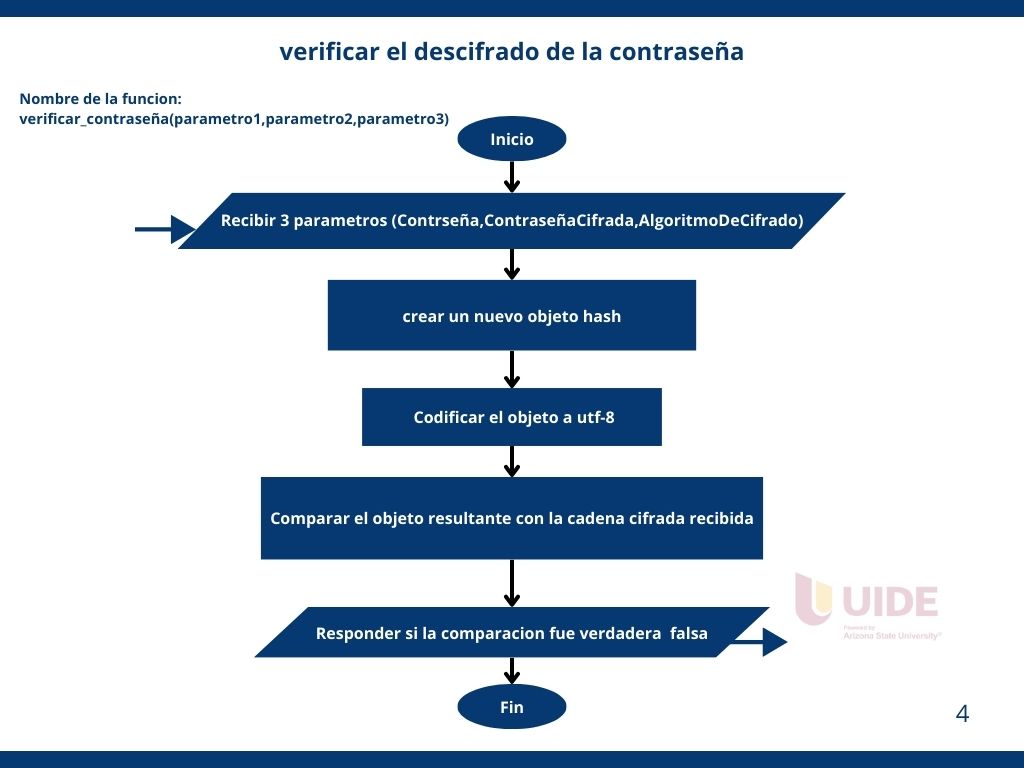 verificar el descifrado de la contraseña
Nombre de la funcion:
verificar_contraseña(parametro1,parametro2,parametro3)
Inicio
Recibir 3 parametros (Contrseña,ContraseñaCifrada,AlgoritmoDeCifrado)
crear un nuevo objeto hash
Codificar el objeto a utf-8
Comparar el objeto resultante con la cadena cifrada recibida
UIDE
Powered by
Arizona State University®
Responder si la comparacion fue verdadera  falsa
Fin
4